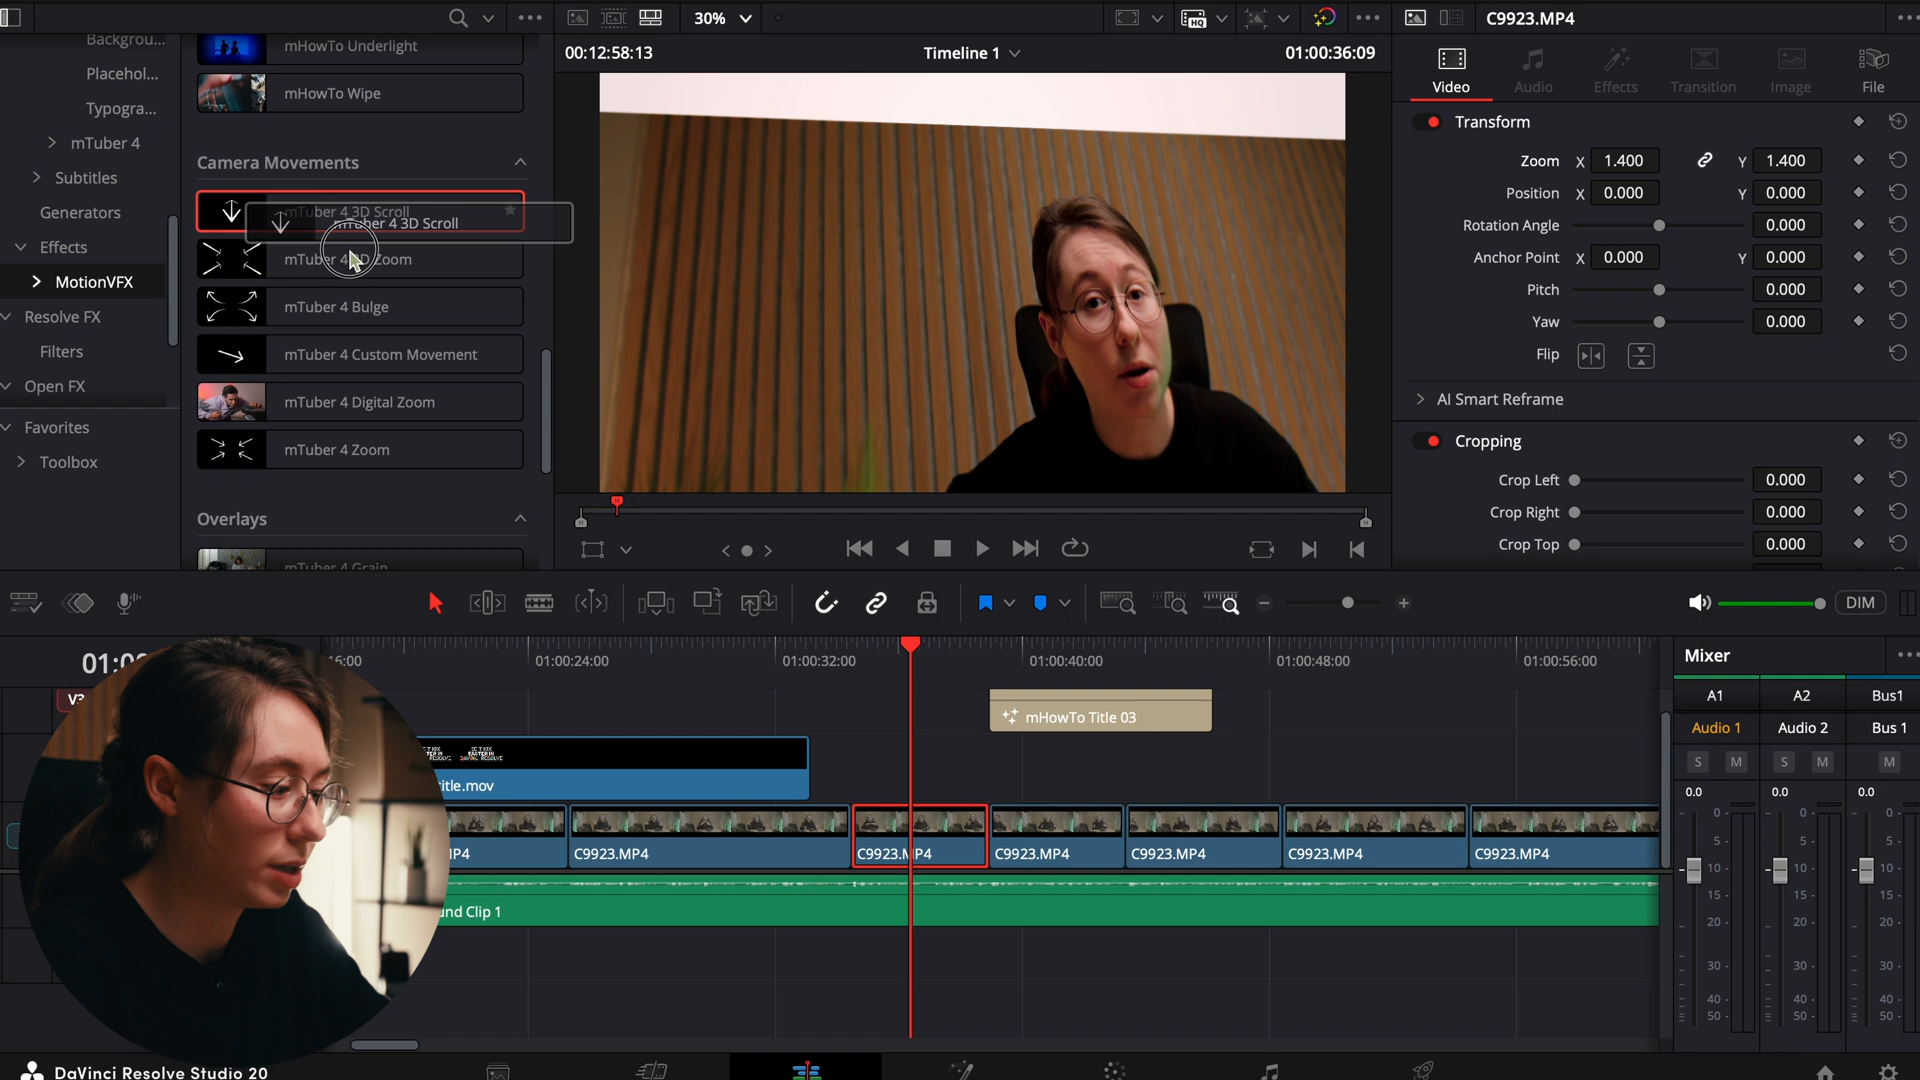 30%
C9923.MP4
Backgrou...
Placehol...
Typogra...
mTuber 4
Subtitles
Generators
Effects
MotionVFX
Resolve FX
Filters
Open FX
Favorites
Toolbox
mHowTo Underlight
mHowTo Wipe
Camera Movements
mTuber 4 3D Scroll
mTuber 4 3D Scroll
mTuber 4 3D Zoom
mTuber 4 Bulge
mTuber 4 Custom Movement
mTuber 4 Digital Zoom
mTuber 4 Zoom
Overlays
mTuber 4 Grain
00:12:58:13
Timeline 1
01:00:36:09
HQ
Video
Audio
Effects
Transition
Image
File
Transform
Zoom X 1.400 Y 1.400
Position X 0.000 Y 0.000
Rotation Angle 0.000
Anchor Point X 0.000 Y 0.000
Pitch 0.000
Yaw 0.000
Flip
AI Smart Reframe
Cropping
Crop Left 0.000
Crop Right 0.000
Crop Top 0.000
DIM
16:00
01:00:24:00
01:00:32:00
01:00:40:00
01:00:48:00
01:00:56:00
V3
mHowTo Title 03
title.mov
C9923.MP4
C9923.MP4
C9923.MP4
C9923.MP4
C9923.MP4
C9923.MP4
und Clip 1
Mixer
A1 A2 Bus1
Audio 1 Audio 2 Bus 1
S M S M M
0.0 0.0 0.0
0 0 0
5 5 5
10 10 10
15 15 15
20 20 20
30 30 30
40 40 40
50 50 50
DaVinci Resolve Studio 20